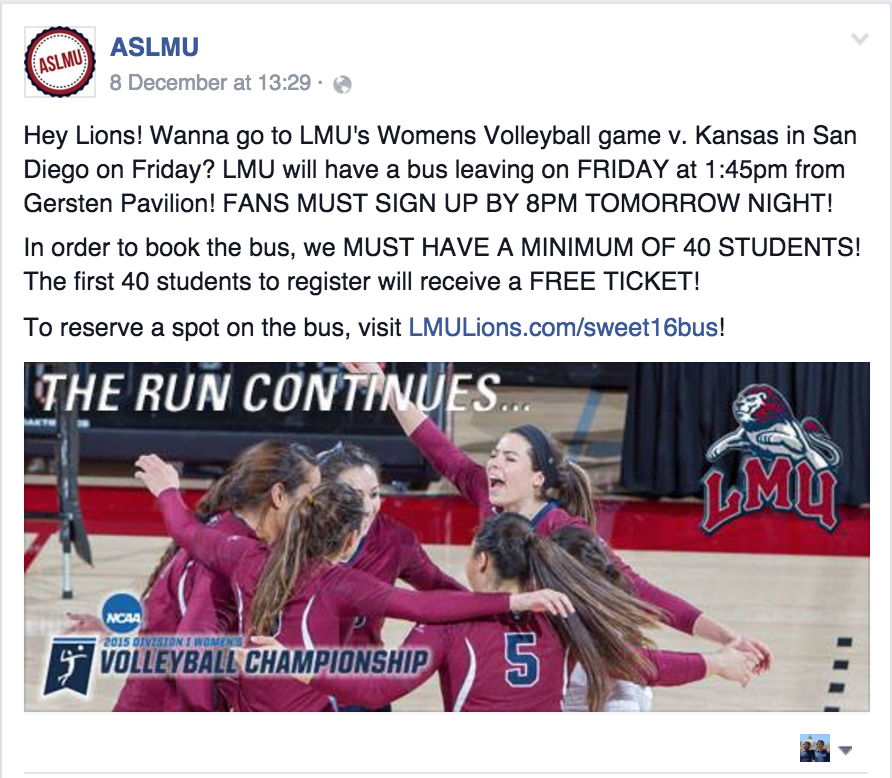 ASLMU
ASLMU
8 December at 13:29 ·
Hey Lions! Wanna go to LMU's Womens Volleyball game v. Kansas in San
Diego on Friday? LMU will have a bus leaving on FRIDAY at 1:45pm from
Gersten Pavilion! FANS MUST SIGN UP BY 8PM TOMORROW NIGHT!
In order to book the bus, we MUST HAVE A MINIMUM OF 40 STUDENTS!
The first 40 students to register will receive a FREE TICKET!
To reserve a spot on the bus, visit LMULions.com/sweet16bus!
THE RUN CONTINUES...
LMU
5
NCAA
2015 DIVISION I WOMEN'S
VOLLEYBALL CHAMPIONSHIP